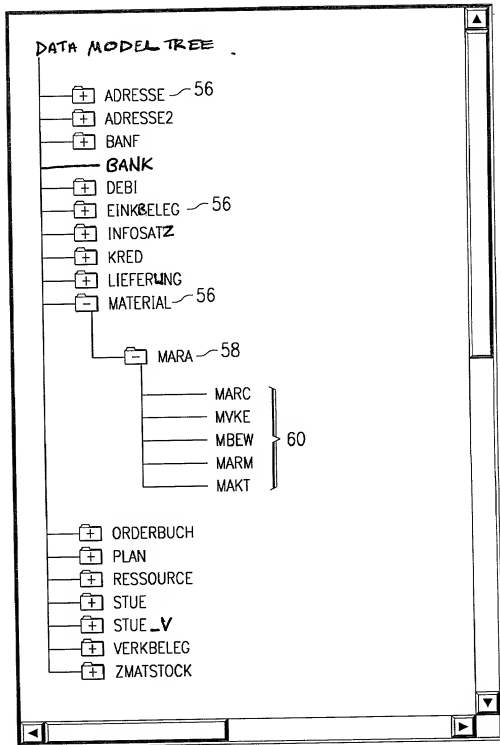 DATA MODEL TREE
ADRESSE 56
ADRESSE2
BANF
BANK
DEBI
EINKBELEG 56
INFOSATZ
KRED
LIEFERUNG
MATERIAL 56
MARA 58
MARC
MVKE
MBEW 60
MARM
MAKT
ORDERBUCH
PLAN
RESSOURCE
STUE
STUE_V
VERKBELEG
ZMATSTOCK